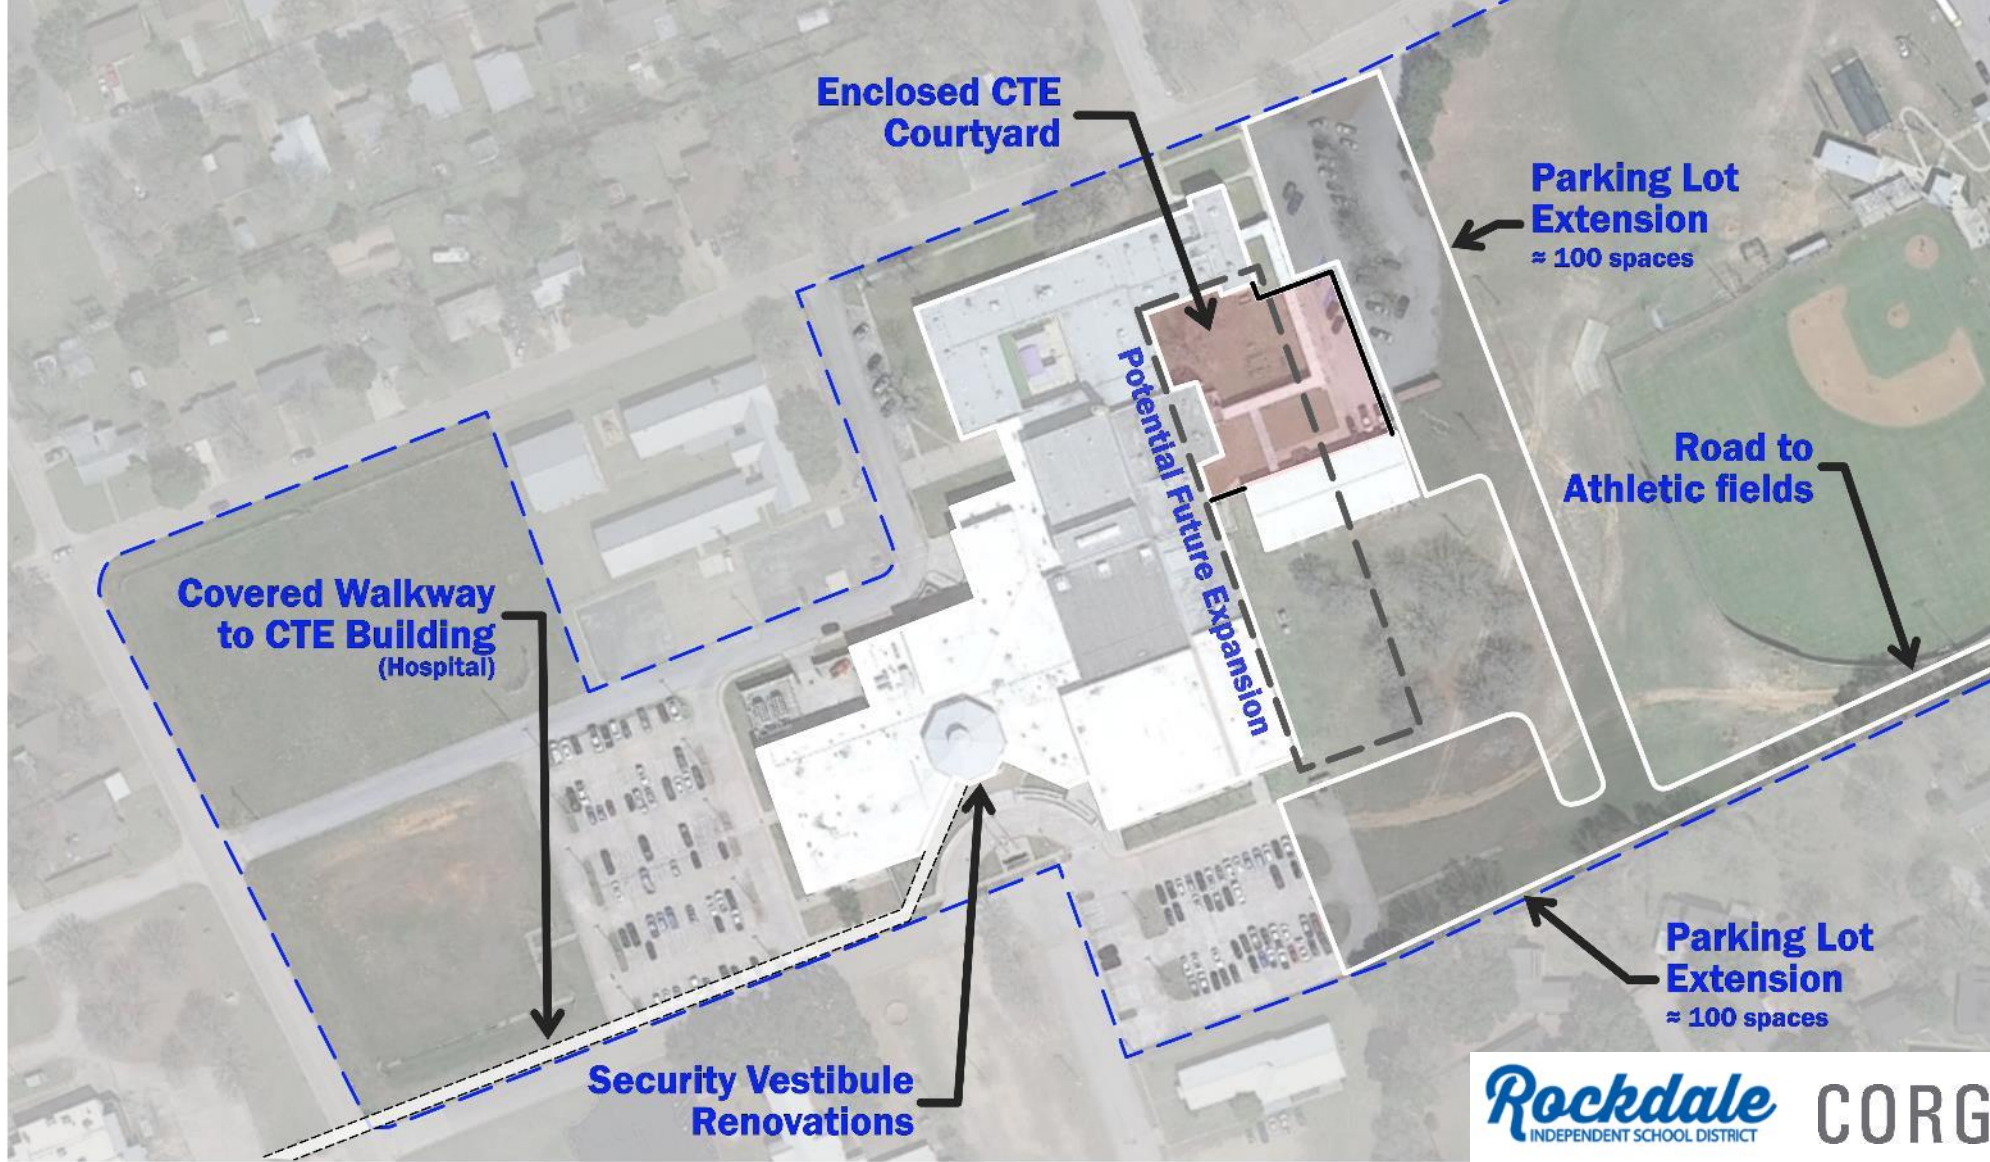 Enclosed CTE
Courtyard
Parking Lot
Extension
≈ 100 spaces
Potential Future Expansion
Road to
Athletic fields
Covered Walkway
to CTE Building
(Hospital)
Parking Lot
Extension
≈ 100 spaces
Security Vestibule
Renovations
Rockdale
INDEPENDENT SCHOOL DISTRICT
CORG